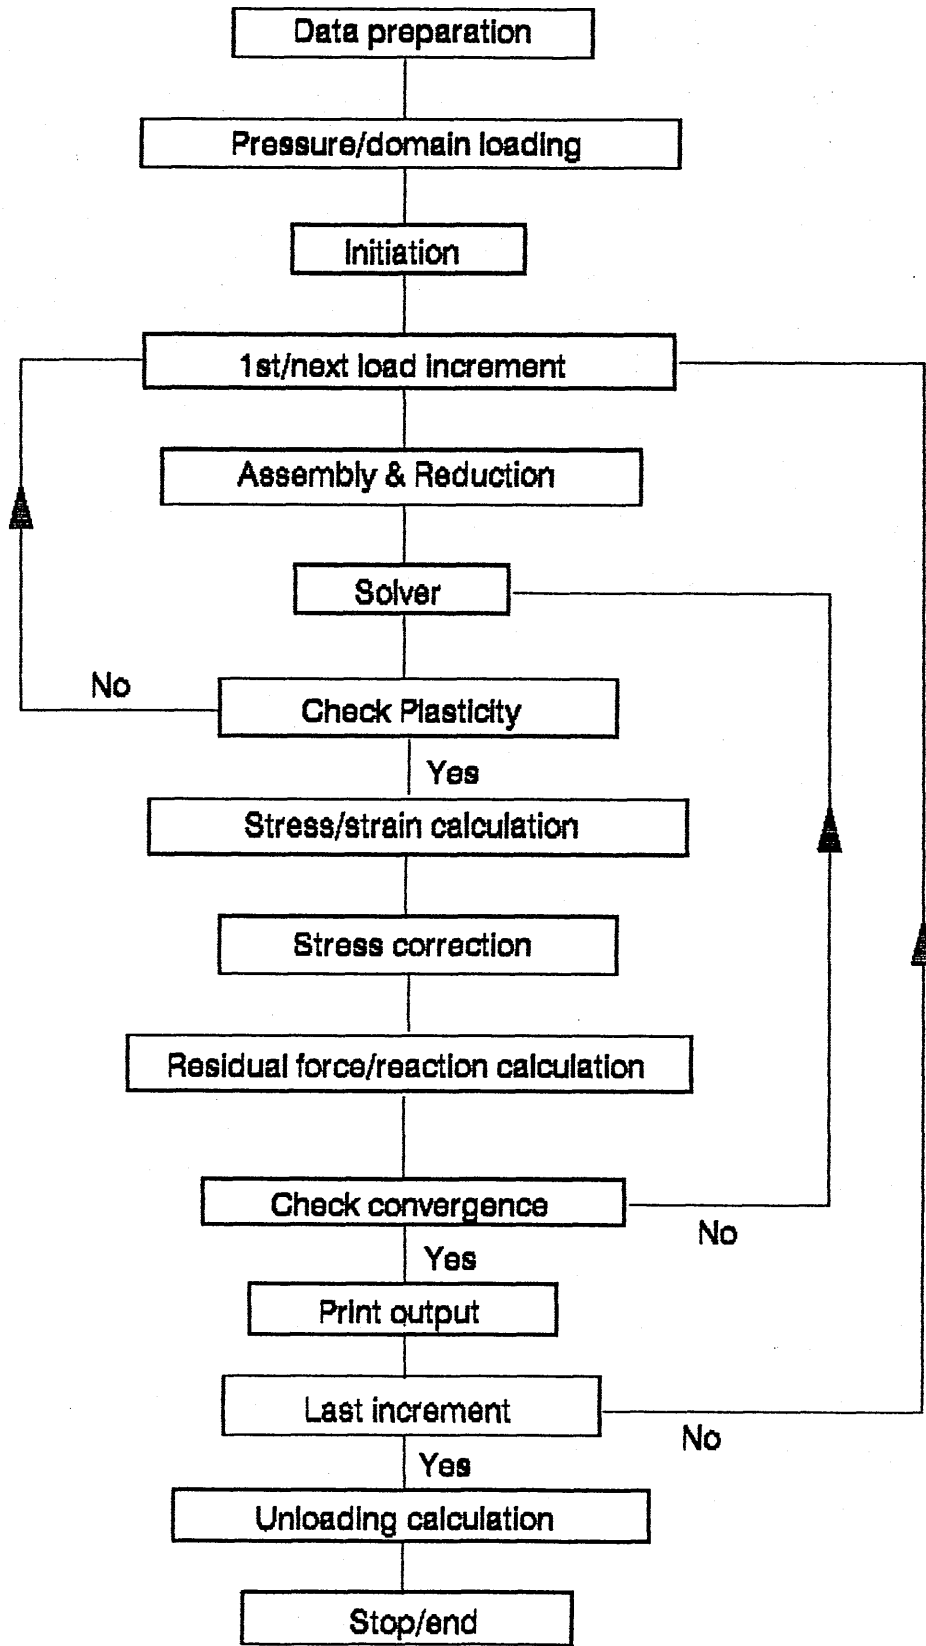 Data preparation
Pressure/domain loading
Initiation
1st/next load increment
Assembly & Reduction
Solver
No
Check Plasticity
Yes
Stress/strain calculation
Stress correction
Residual force/reaction calculation
Check convergence
No
Yes
Print output
Last increment
No
Yes
Unloading calculation
Stop/end